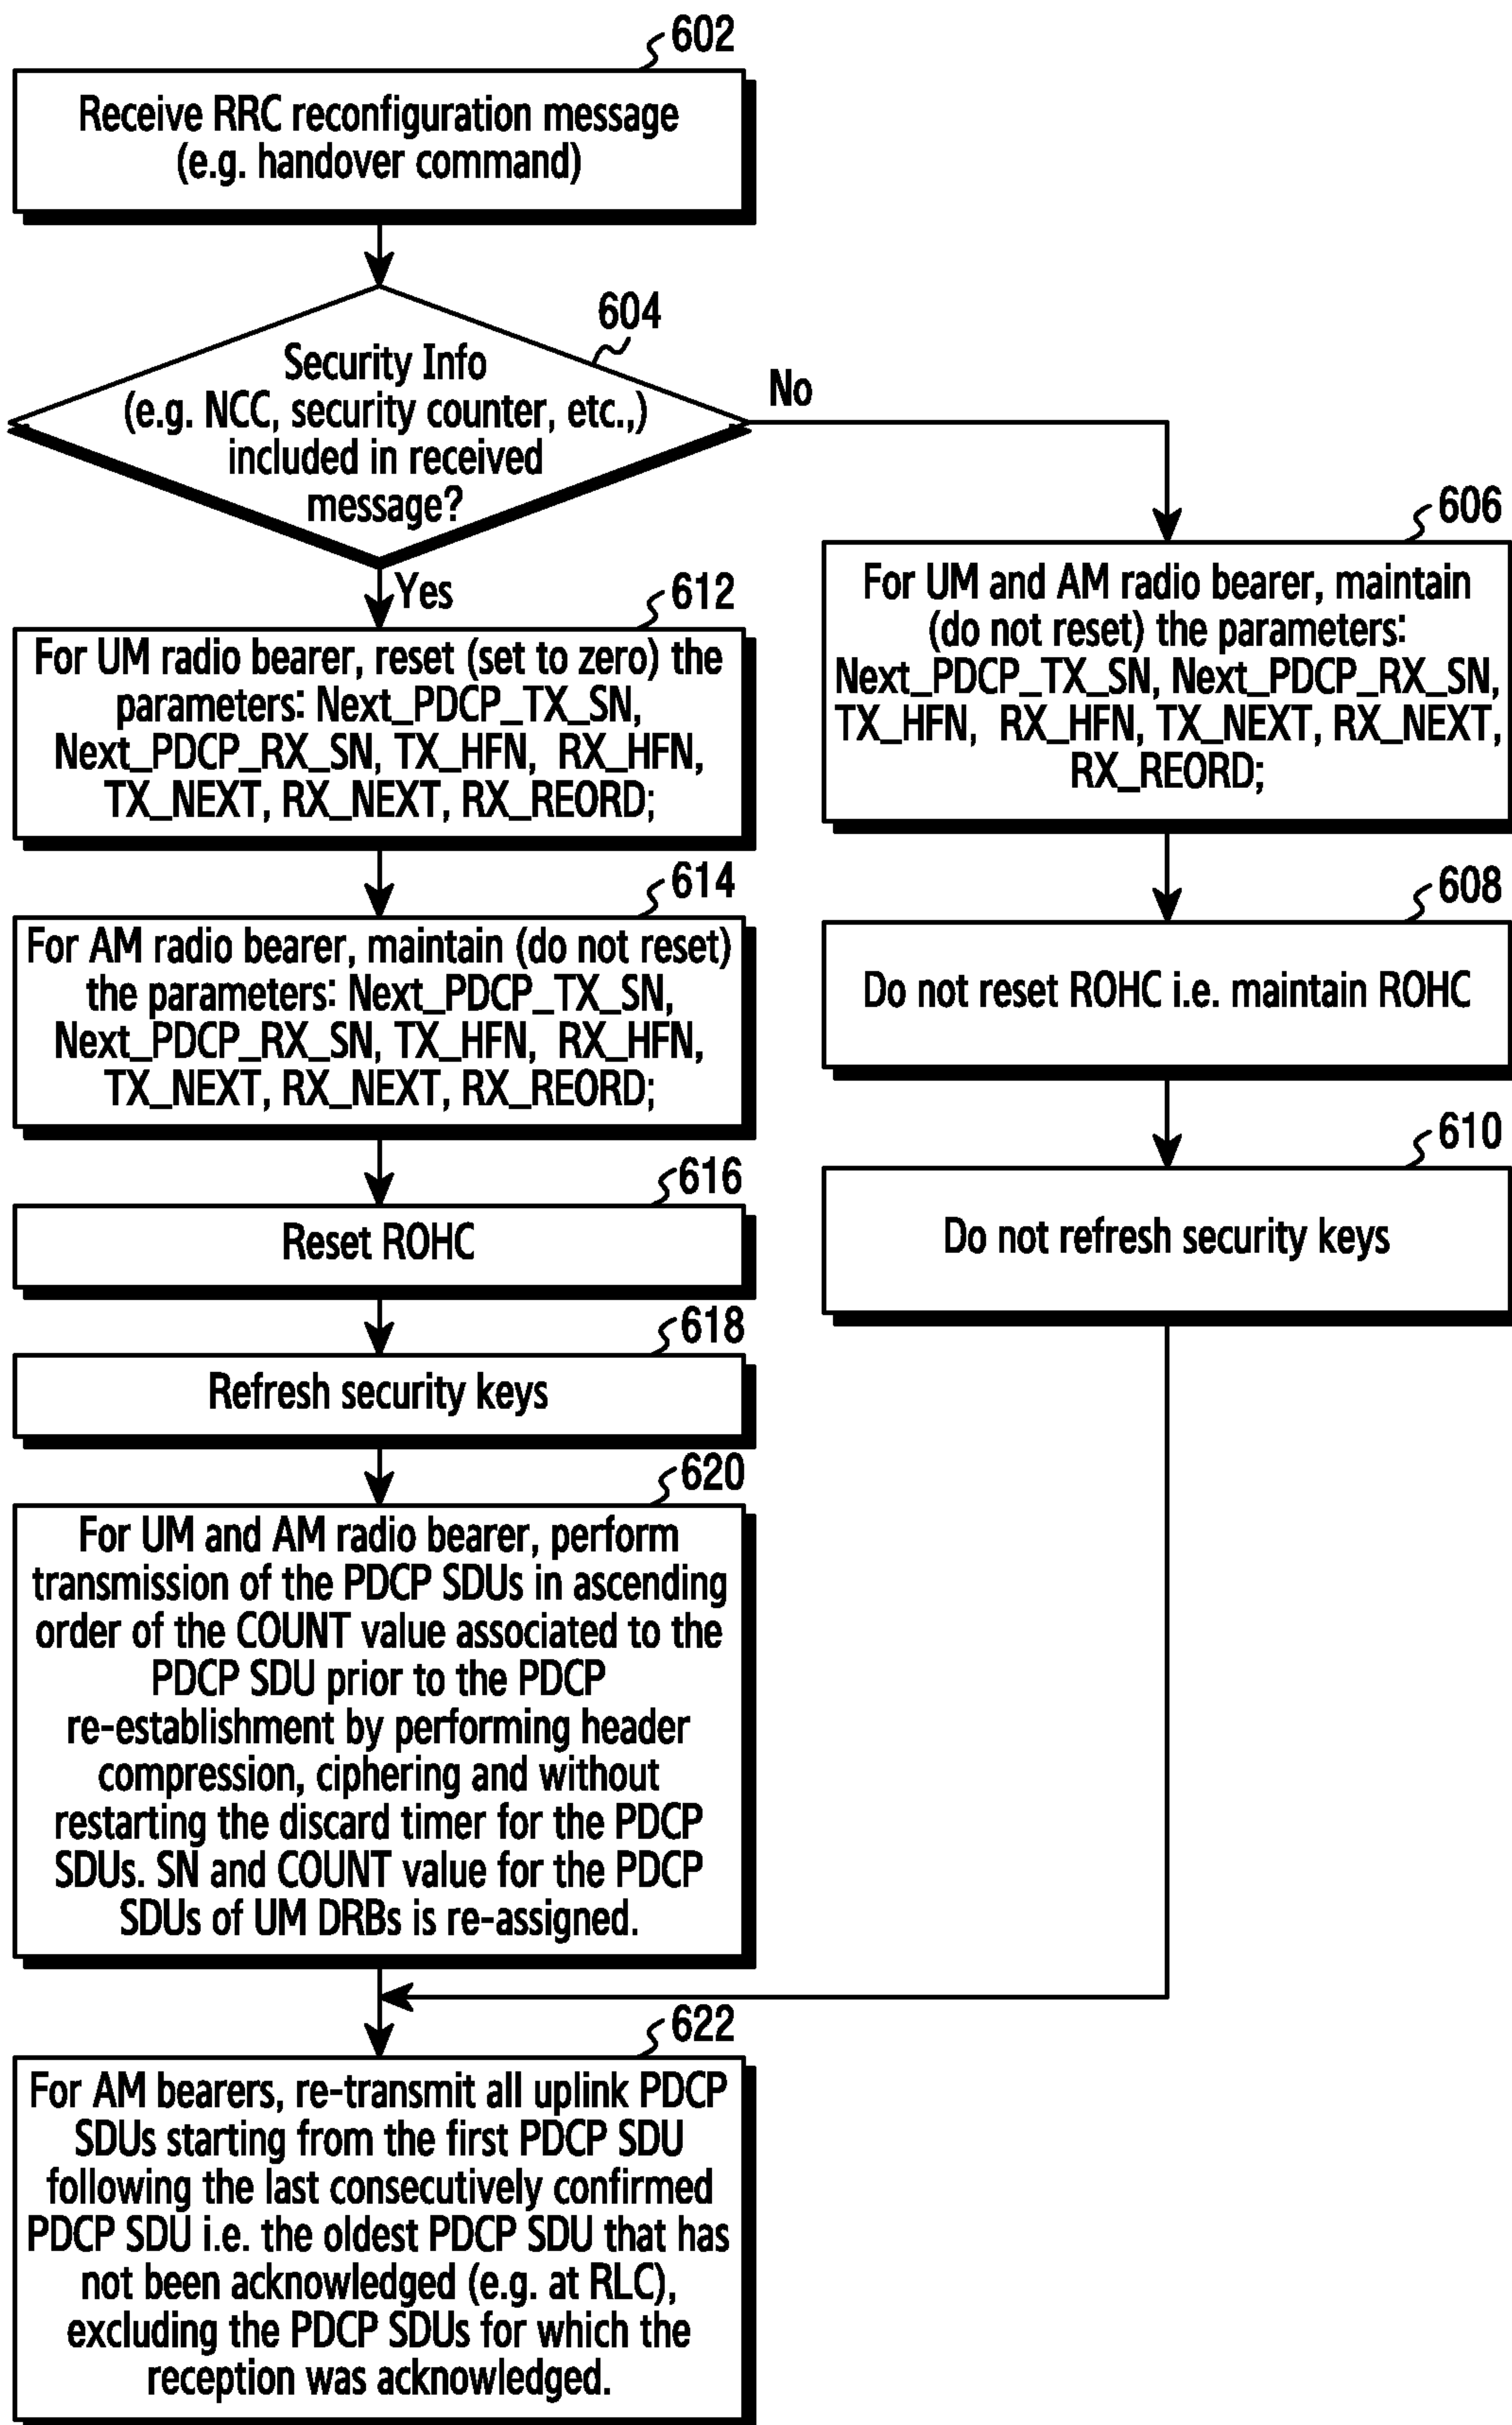 602
Receive RRC reconfiguration message
(e.g. handover command)
604
Security Info
(e.g. NCC, security counter, etc.,)
included in received
message?
No
Yes
606
For UM and AM radio bearer, maintain
(do not reset) the parameters:
Next_PDCP_TX_SN, Next_PDCP_RX_SN,
TX_HFN, RX_HFN, TX_NEXT, RX_NEXT,
RX_REORD;
608
Do not reset ROHC i.e. maintain ROHC
610
Do not refresh security keys
612
For UM radio bearer, reset (set to zero) the
parameters: Next_PDCP_TX_SN,
Next_PDCP_RX_SN, TX_HFN, RX_HFN,
TX_NEXT, RX_NEXT, RX_REORD;
614
For AM radio bearer, maintain (do not reset)
the parameters: Next_PDCP_TX_SN,
Next_PDCP_RX_SN, TX_HFN, RX_HFN,
TX_NEXT, RX_NEXT, RX_REORD;
616
Reset ROHC
618
Refresh security keys
620
For UM and AM radio bearer, perform
transmission of the PDCP SDUs in ascending
order of the COUNT value associated to the
PDCP SDU prior to the PDCP
re-establishment by performing header
compression, ciphering and without
restarting the discard timer for the PDCP
SDUs. SN and COUNT value for the PDCP
SDUs of UM DRBs is re-assigned.
622
For AM bearers, re-transmit all uplink PDCP
SDUs starting from the first PDCP SDU
following the last consecutively confirmed
PDCP SDU i.e. the oldest PDCP SDU that has
not been acknowledged (e.g. at RLC),
excluding the PDCP SDUs for which the
reception was acknowledged.